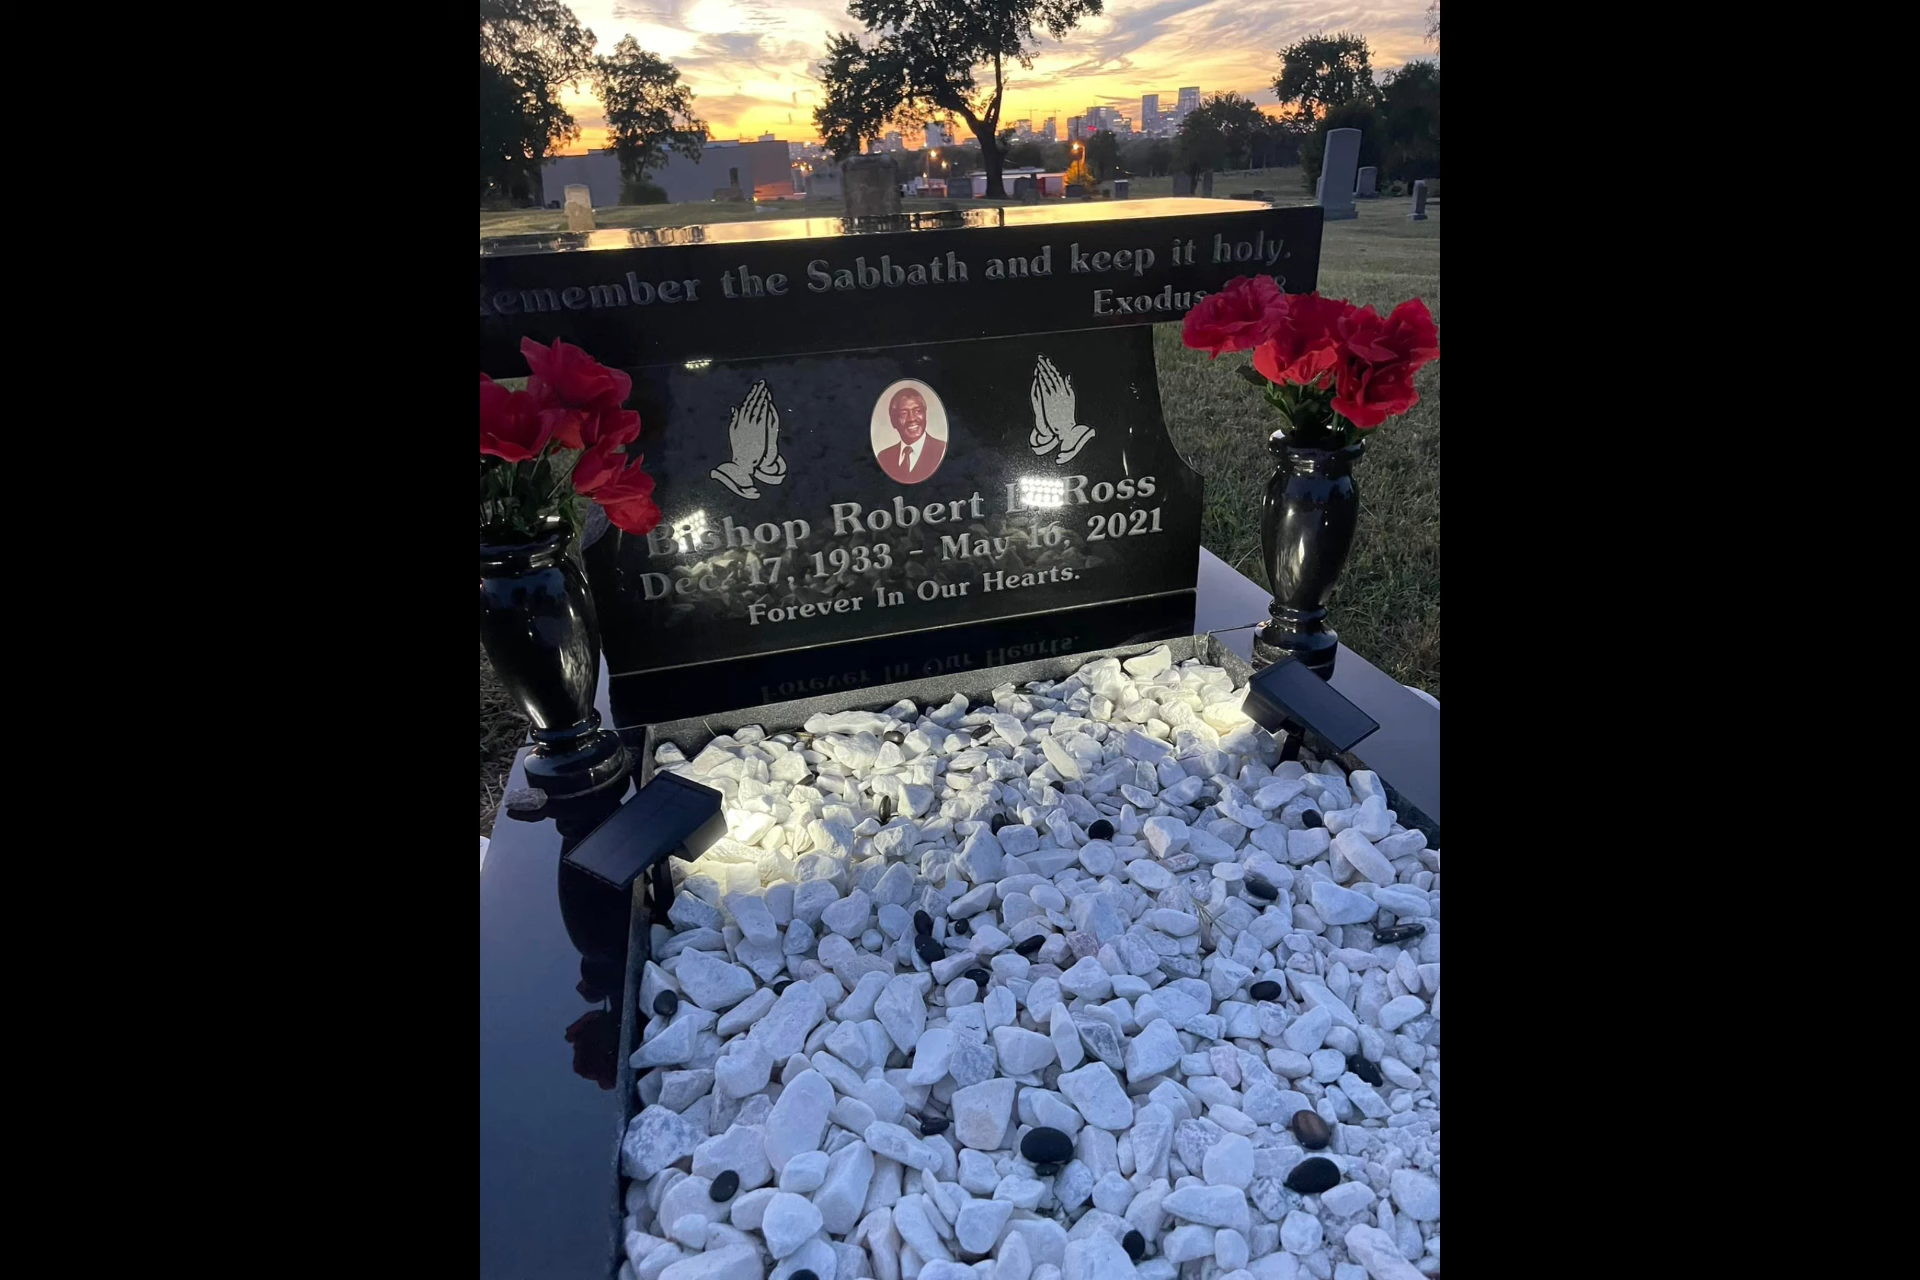 Remember the Sabbath and keep it holy.
Exodus
Bishop Robert L. Ross
Dec. 17, 1933 - May 16, 2021
Forever In Our Hearts.